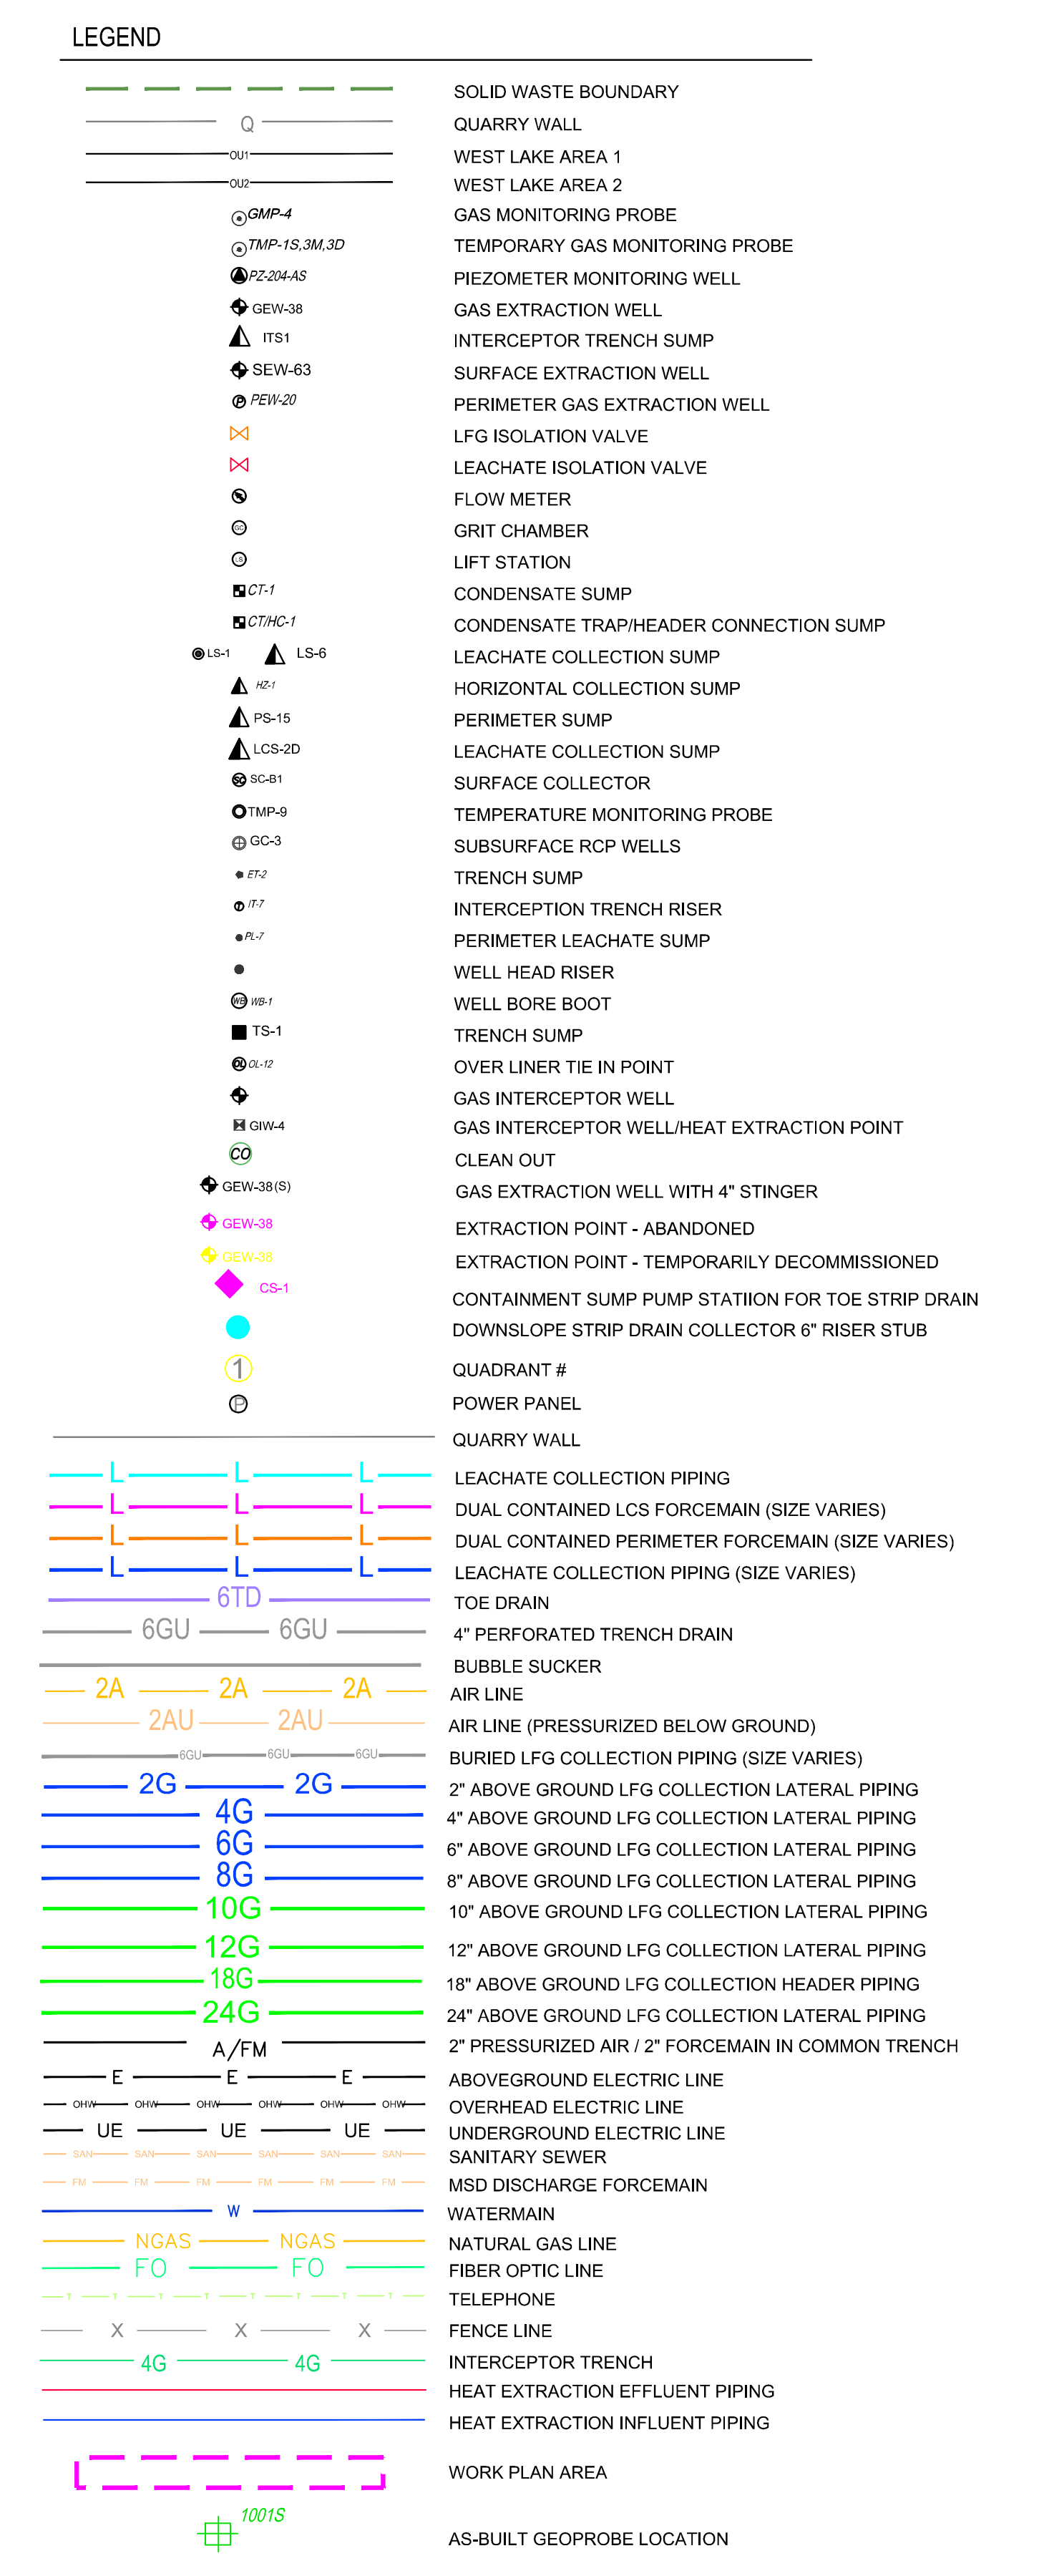 LEGEND
SOLID WASTE BOUNDARY
Q QUARRY WALL
OU1 WEST LAKE AREA 1
OU2 WEST LAKE AREA 2
GMP-4 GAS MONITORING PROBE
TMP-1S,3M,3D TEMPORARY GAS MONITORING PROBE
PZ-204-AS PIEZOMETER MONITORING WELL
GEW-38 GAS EXTRACTION WELL
ITS1 INTERCEPTOR TRENCH SUMP
SEW-63 SURFACE EXTRACTION WELL
P PEW-20 PERIMETER GAS EXTRACTION WELL
LFG ISOLATION VALVE
LEACHATE ISOLATION VALVE
FLOW METER
GC GRIT CHAMBER
LS LIFT STATION
CT-1 CONDENSATE SUMP
CT/HC-1 CONDENSATE TRAP/HEADER CONNECTION SUMP
LS-1 LS-6 LEACHATE COLLECTION SUMP
HZ-1 HORIZONTAL COLLECTION SUMP
PS-15 PERIMETER SUMP
LCS-2D LEACHATE COLLECTION SUMP
SC SC-B1 SURFACE COLLECTOR
TMP-9 TEMPERATURE MONITORING PROBE
GC-3 SUBSURFACE RCP WELLS
ET-2 TRENCH SUMP
IT-7 INTERCEPTION TRENCH RISER
PL-7 PERIMETER LEACHATE SUMP
WELL HEAD RISER
WB WB-1 WELL BORE BOOT
TS-1 TRENCH SUMP
OL OL-12 OVER LINER TIE IN POINT
GAS INTERCEPTOR WELL
GIW-4 GAS INTERCEPTOR WELL/HEAT EXTRACTION POINT
CO CLEAN OUT
GEW-38(S) GAS EXTRACTION WELL WITH 4" STINGER
GEW-38 EXTRACTION POINT - ABANDONED
GEW-38 EXTRACTION POINT - TEMPORARILY DECOMMISSIONED
CS-1 CONTAINMENT SUMP PUMP STATIION FOR TOE STRIP DRAIN
DOWNSLOPE STRIP DRAIN COLLECTOR 6" RISER STUB
1 QUADRANT #
P POWER PANEL
QUARRY WALL
L L L LEACHATE COLLECTION PIPING
L L L DUAL CONTAINED LCS FORCEMAIN (SIZE VARIES)
L L L DUAL CONTAINED PERIMETER FORCEMAIN (SIZE VARIES)
L L L LEACHATE COLLECTION PIPING (SIZE VARIES)
6TD TOE DRAIN
6GU 6GU 4" PERFORATED TRENCH DRAIN
BUBBLE SUCKER
2A 2A 2A AIR LINE
2AU 2AU AIR LINE (PRESSURIZED BELOW GROUND)
6GU 6GU 6GU BURIED LFG COLLECTION PIPING (SIZE VARIES)
2G 2G 2" ABOVE GROUND LFG COLLECTION LATERAL PIPING
4G 4" ABOVE GROUND LFG COLLECTION LATERAL PIPING
6G 6" ABOVE GROUND LFG COLLECTION LATERAL PIPING
8G 8" ABOVE GROUND LFG COLLECTION LATERAL PIPING
10G 10" ABOVE GROUND LFG COLLECTION LATERAL PIPING
12G 12" ABOVE GROUND LFG COLLECTION LATERAL PIPING
18G 18" ABOVE GROUND LFG COLLECTION HEADER PIPING
24G 24" ABOVE GROUND LFG COLLECTION LATERAL PIPING
A/FM 2" PRESSURIZED AIR / 2" FORCEMAIN IN COMMON TRENCH
E E E ABOVEGROUND ELECTRIC LINE
OHW OHW OHW OHW OHW OHW OVERHEAD ELECTRIC LINE
UE UE UE UNDERGROUND ELECTRIC LINE
SAN SAN SAN SAN SAN SAN SANITARY SEWER
FM FM FM FM FM FM MSD DISCHARGE FORCEMAIN
W WATERMAIN
NGAS NGAS NATURAL GAS LINE
FO FO FIBER OPTIC LINE
T T T T T T T T TELEPHONE
X X X FENCE LINE
4G 4G INTERCEPTOR TRENCH
HEAT EXTRACTION EFFLUENT PIPING
HEAT EXTRACTION INFLUENT PIPING
WORK PLAN AREA
1001S AS-BUILT GEOPROBE LOCATION